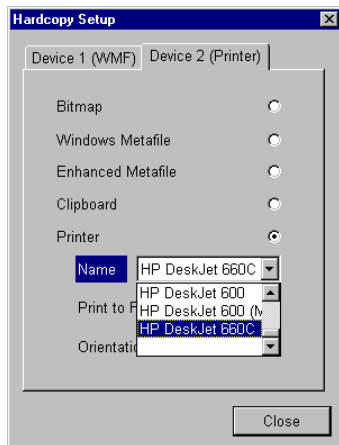 Hardcopy Setup
Device 1 (WMF) Device 2 (Printer)
Bitmap
Windows Metafile
Enhanced Metafile
Clipboard
Printer
Name HP DeskJet 660C
HP DeskJet 600
HP DeskJet 600 (M
Print to F
HP DeskJet 660C
Orientatio
Close